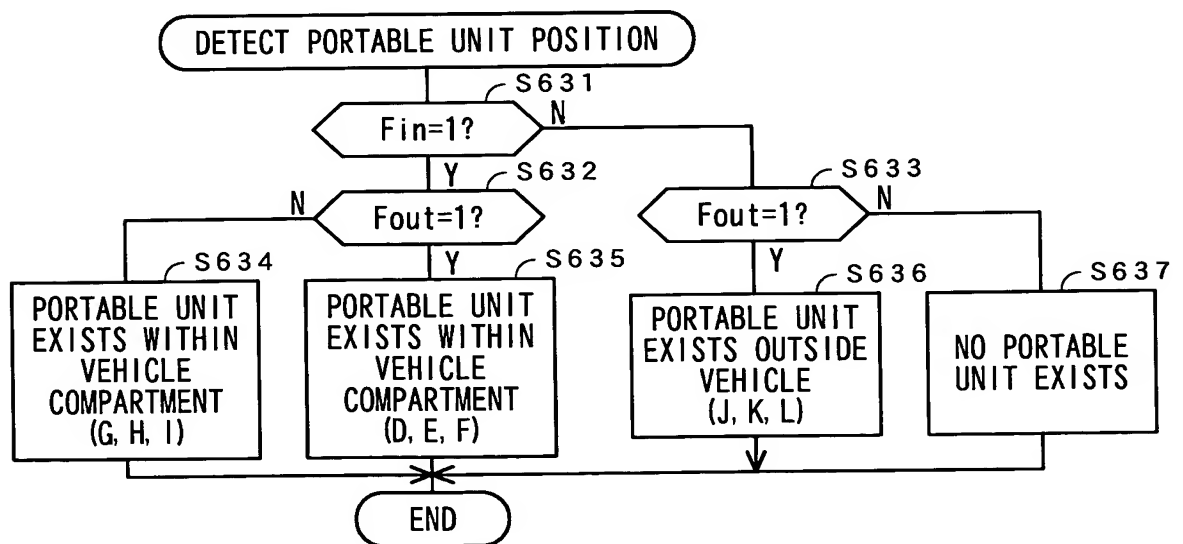 DETECT PORTABLE UNIT POSITION
S631
Fin=1?
N
Y
S632
N
Fout=1?
Y
S633
Fout=1?
N
Y
S634
PORTABLE UNIT
EXISTS WITHIN
VEHICLE
COMPARTMENT
(G, H, I)
S635
PORTABLE UNIT
EXISTS WITHIN
VEHICLE
COMPARTMENT
(D, E, F)
S636
PORTABLE UNIT
EXISTS OUTSIDE
VEHICLE
(J, K, L)
S637
NO PORTABLE
UNIT EXISTS
END